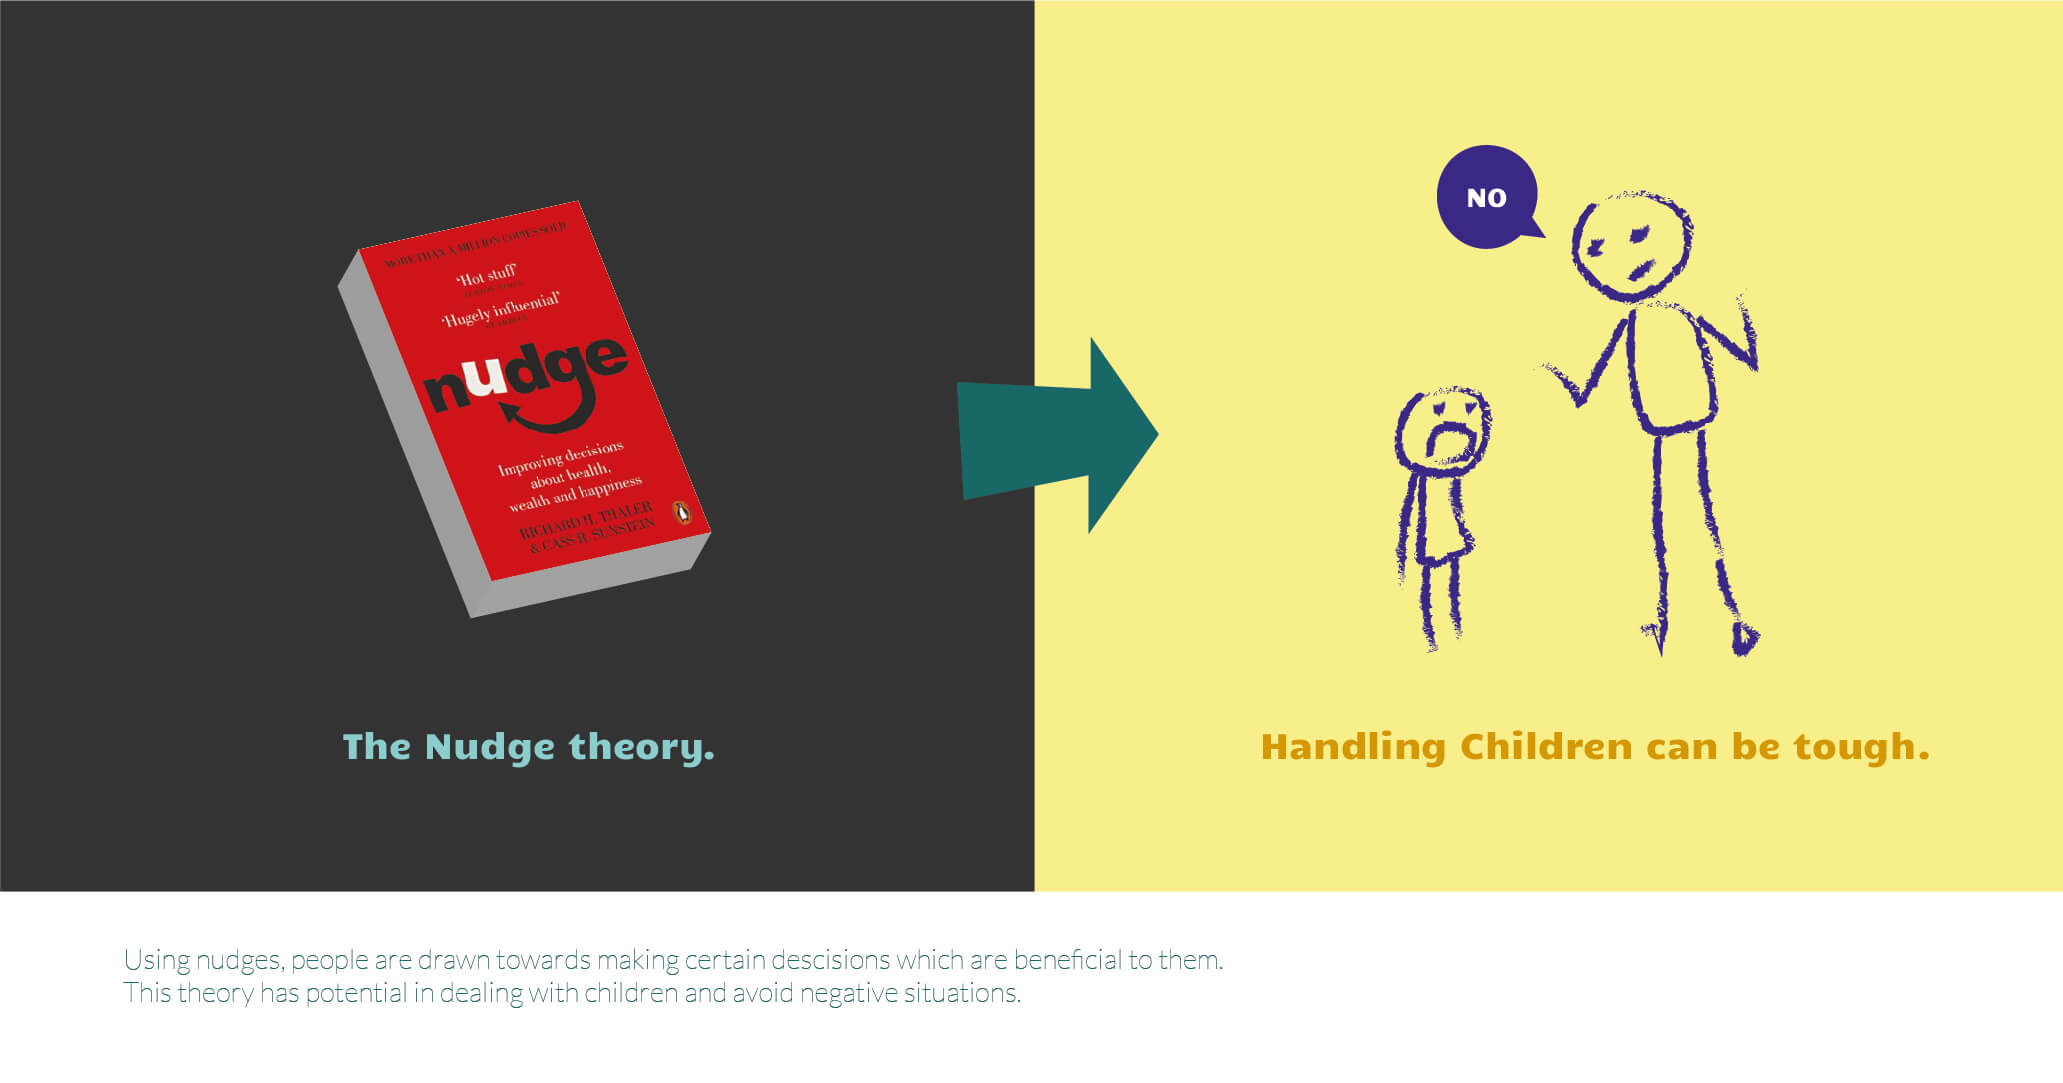 MORE THAN A MILLION COPIES SOLD
'Hot stuff'
'Hugely influential'
nudge
Improving decisions
about health,
wealth and happiness
RICHARD H. THALER
& CASS R. SUNSTEIN
The Nudge theory.
NO
Handling Children can be tough.
Using nudges, people are drawn towards making certain descisions which are beneficial to them.
This theory has potential in dealing with children and avoid negative situations.